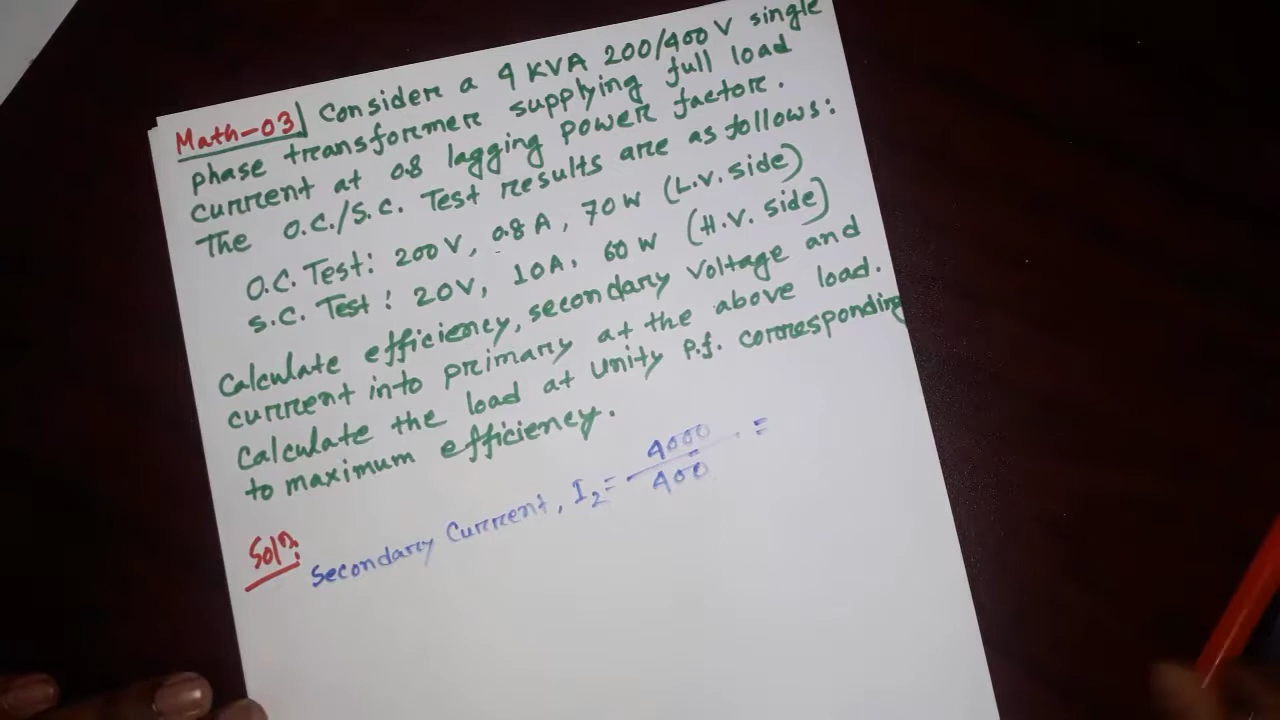 Math-03 Consider a 4 KVA 200/400 V single
phase transformer supplying full load
current at 0.8 lagging power factor.
The O.C./S.C. Test results are as follows:
O.C. Test: 200 V, 0.8 A, 70 W (L.V. side)
S.C. Test: 20V, 10A, 60 W (H.V. side)
Calculate efficiency, secondary voltage and
current into primary at the above load.
Calculate the load at unity p.f. corresponding
to maximum efficiency.
Soln:
Secondary Current, I₂ = 4000/400 =